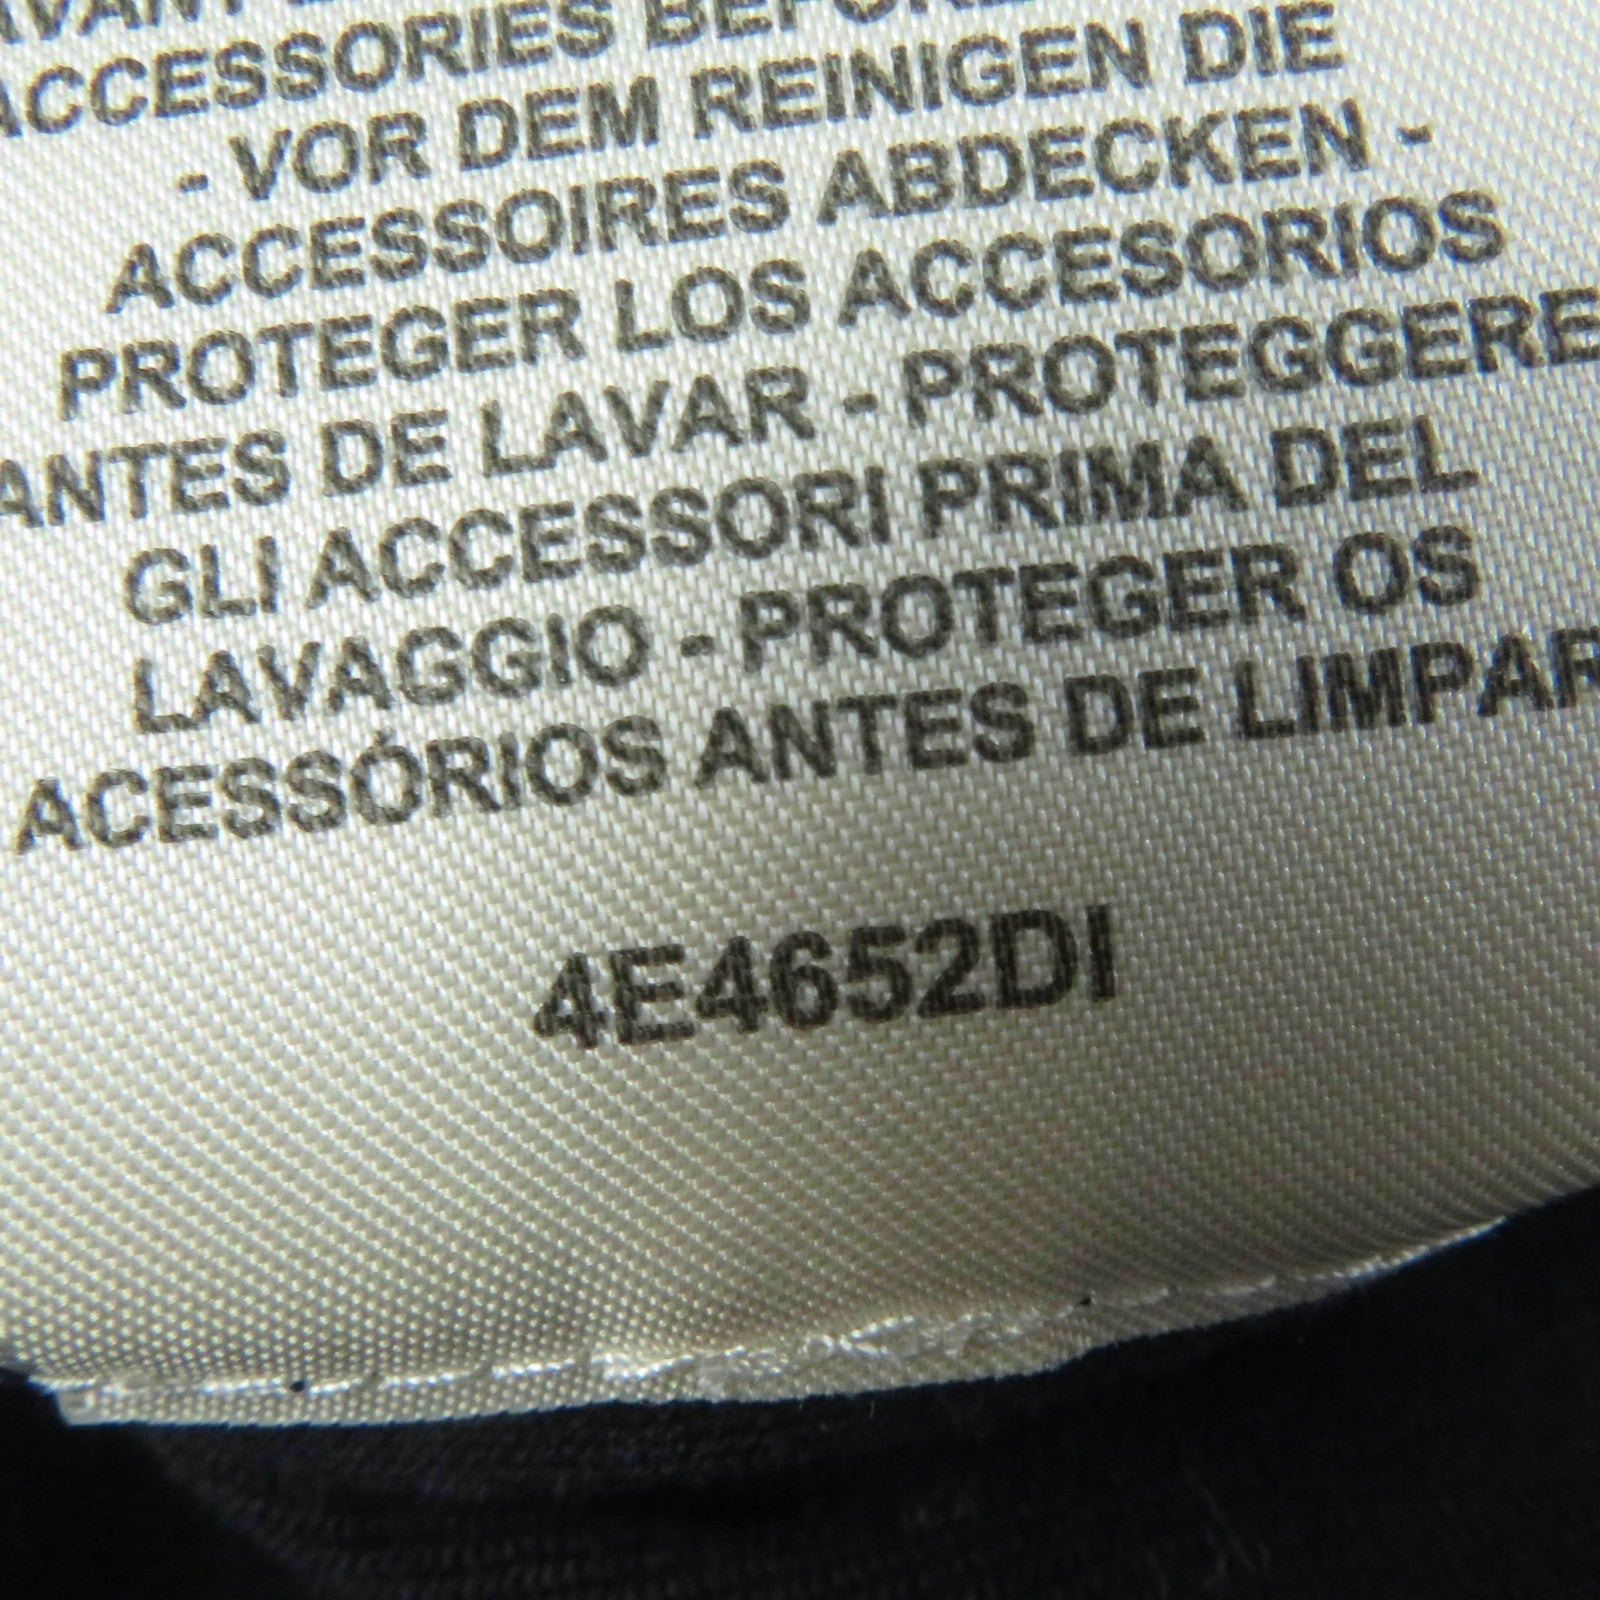 ACCESSORIES BEFORE
- VOR DEM REINIGEN DIE
ACCESSOIRES ABDECKEN -
PROTEGER LOS ACCESORIOS
ANTES DE LAVAR - PROTEGGERE
GLI ACCESSORI PRIMA DEL
LAVAGGIO - PROTEGER OS
ACESSÓRIOS ANTES DE LIMPAR
4E4652DI